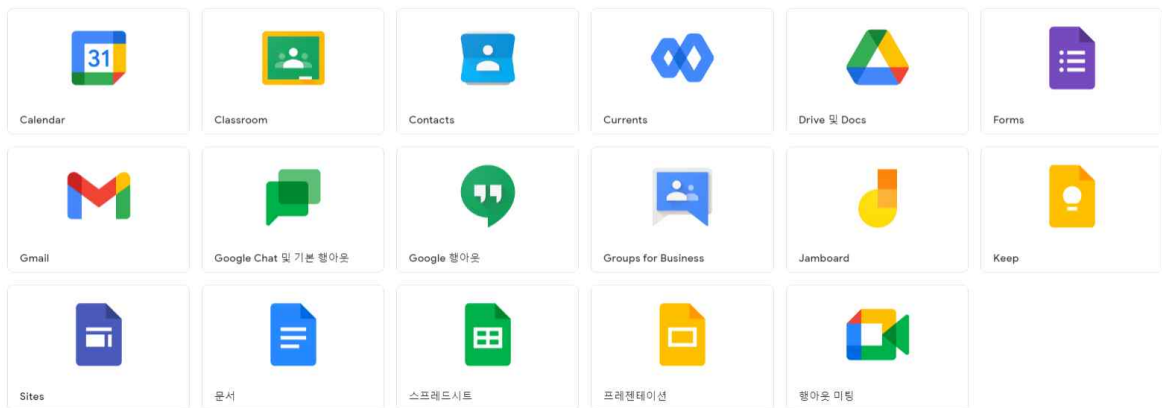 31
Calendar
Classroom
Contacts
Currents
Drive 및 Docs
Forms
Gmail
Google Chat 및 기본 행아웃
Google 행아웃
Groups for Business
Jamboard
Keep
Sites
문서
스프레드시트
프레젠테이션
행아웃 미팅